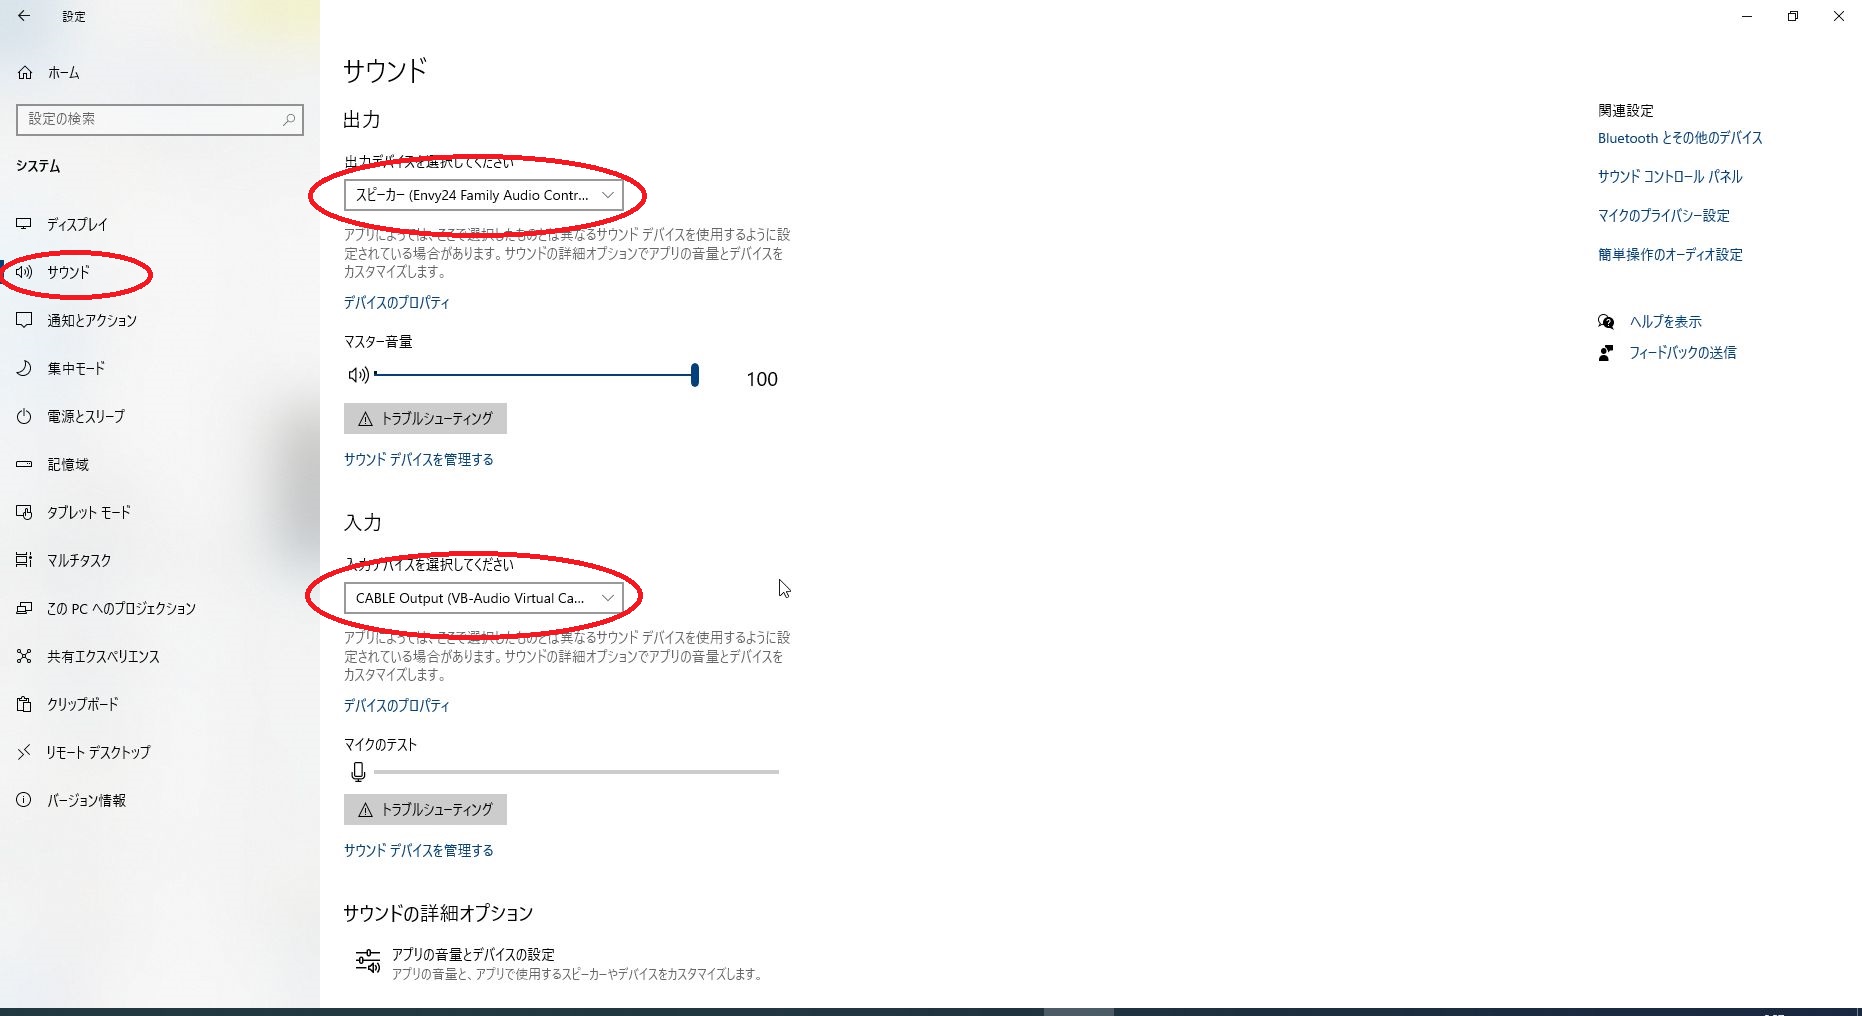 設定
ホーム
設定の検索
システム
ディスプレイ
サウンド
通知とアクション
集中モード
電源とスリープ
記憶域
タブレット モード
マルチタスク
この PC へのプロジェクション
共有エクスペリエンス
クリップボード
リモート デスクトップ
バージョン情報
サウンド
出力
出力デバイスを選択してください
スピーカー (Envy24 Family Audio Contr...
アプリによっては、ここで選択したものとは異なるサウンド デバイスを使用するように設
定されている場合があります。サウンドの詳細オプションでアプリの音量とデバイスを
カスタマイズします。
デバイスのプロパティ
マスター音量
100
トラブルシューティング
サウンド デバイスを管理する
入力
入力デバイスを選択してください
CABLE Output (VB-Audio Virtual Ca...
アプリによっては、ここで選択したものとは異なるサウンド デバイスを使用するように設
定されている場合があります。サウンドの詳細オプションでアプリの音量とデバイスを
カスタマイズします。
デバイスのプロパティ
マイクのテスト
トラブルシューティング
サウンド デバイスを管理する
サウンドの詳細オプション
アプリの音量とデバイスの設定
アプリの音量と、アプリで使用するスピーカーやデバイスをカスタマイズします。
関連設定
Bluetooth とその他のデバイス
サウンド コントロール パネル
マイクのプライバシー設定
簡単操作のオーディオ設定
ヘルプを表示
フィードバックの送信